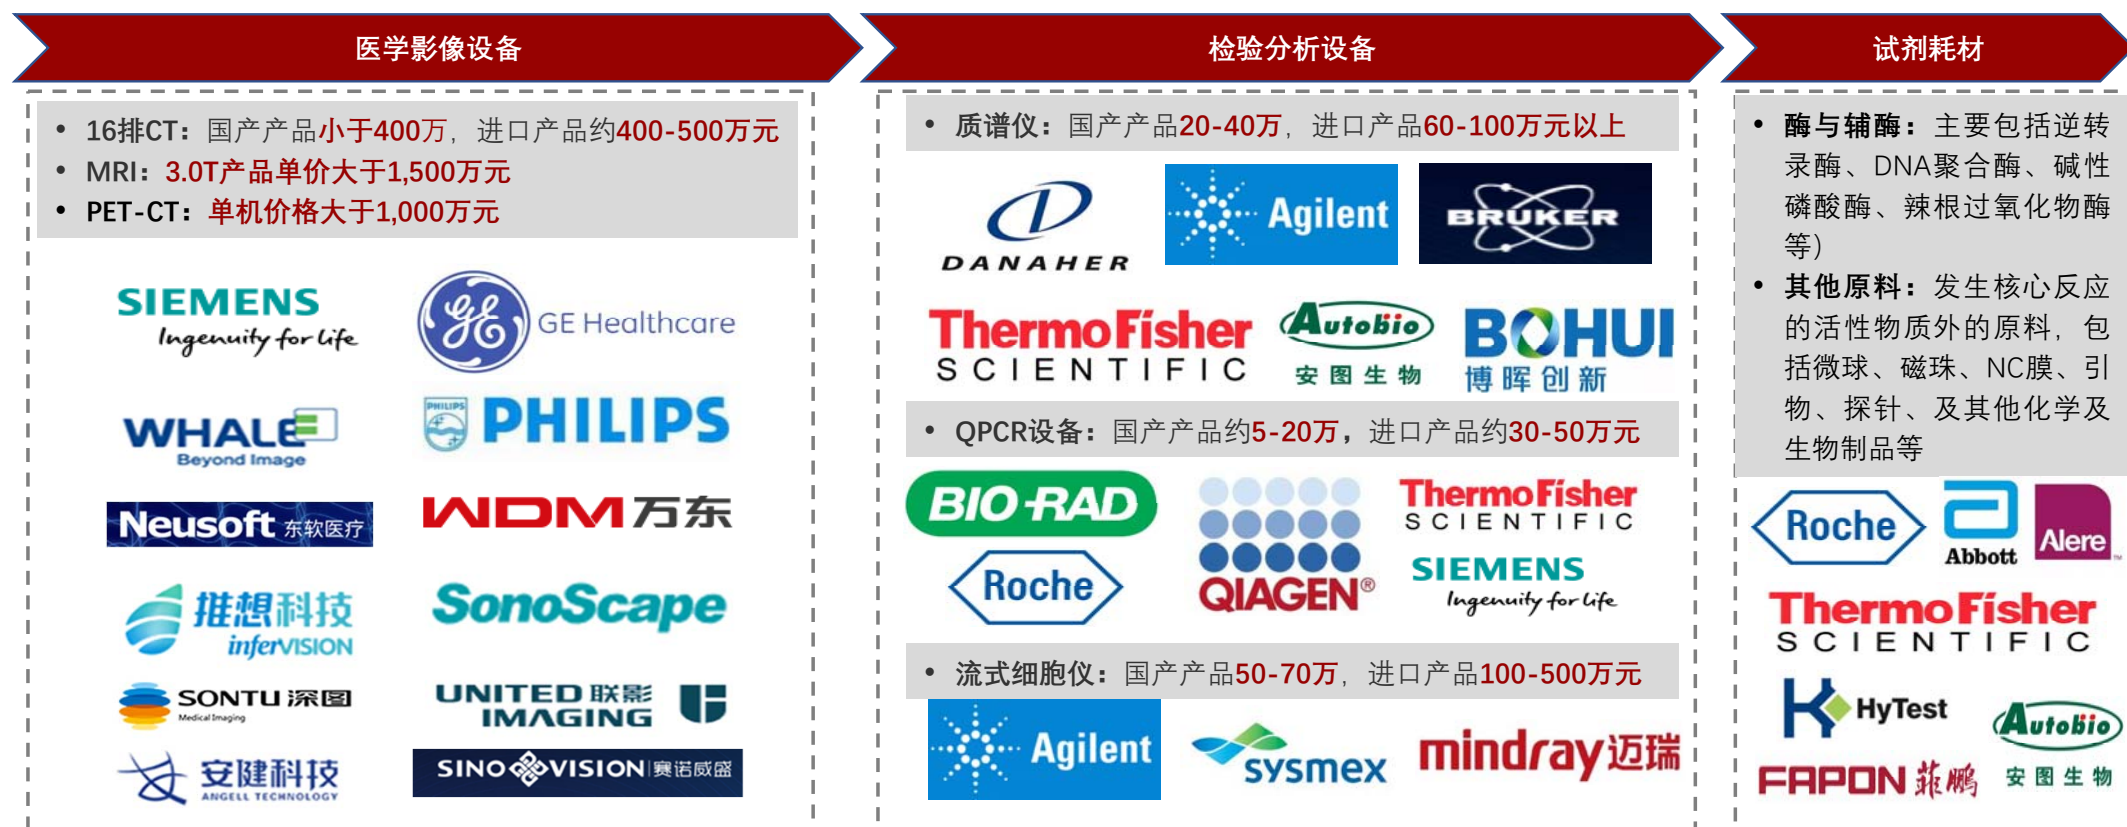 医学影像设备
16排CT：国产产品小于400万，进口产品约400-500万元
MRI：3.0T产品单价大于1,500万元
PET-CT：单机价格大于1,000万元
SIEMENS
Ingenuity for life
GE Healthcare
WHALE
Beyond Image
PHILIPS
PHILIPS
Neusoft 东软医疗
WDM 万东
推想科技
inferVISION
SonoScape
SONTU 深图
Medical Imaging
UNITED 联影
IMAGING
安健科技
ANGELL TECHNOLOGY
SINOVISION 赛诺威盛
检验分析设备
质谱仪：国产产品20-40万，进口产品60-100万元以上
DANAHER
Agilent
BRUKER
ThermoFisher
SCIENTIFIC
Autobio
安图生物
BOHUI
博晖创新
QPCR设备：国产产品约5-20万，进口产品约30-50万元
BIO-RAD
QIAGEN®
ThermoFisher
SCIENTIFIC
Roche
SIEMENS
Ingenuity for life
流式细胞仪：国产产品50-70万，进口产品100-500万元
Agilent
sysmex
mindray迈瑞
试剂耗材
酶与辅酶：主要包括逆转
录酶、DNA聚合酶、碱性
磷酸酶、辣根过氧化物酶
等）
其他原料：发生核心反应
的活性物质外的原料，包
括微球、磁珠、NC膜、引
物、探针、及其他化学及
生物制品等
Roche
Abbott
Alere™
ThermoFisher
SCIENTIFIC
HyTest
Autobio
安图生物
FAPON 菲鹏